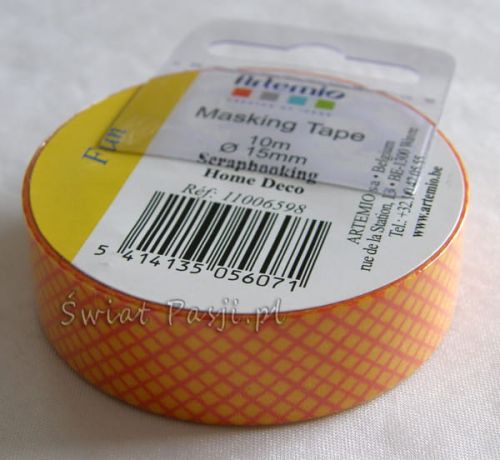 Artemio
Masking Tape
10m
Ø 15mm
Scrapbooking
Home Deco
Réf: 11006598
Fun
5 414135 056071
ARTEMIO s.a • Belgium
rue de la Station, 13 • BE-1300 Wavre
www.artemio.be
Świat Pasji.pl